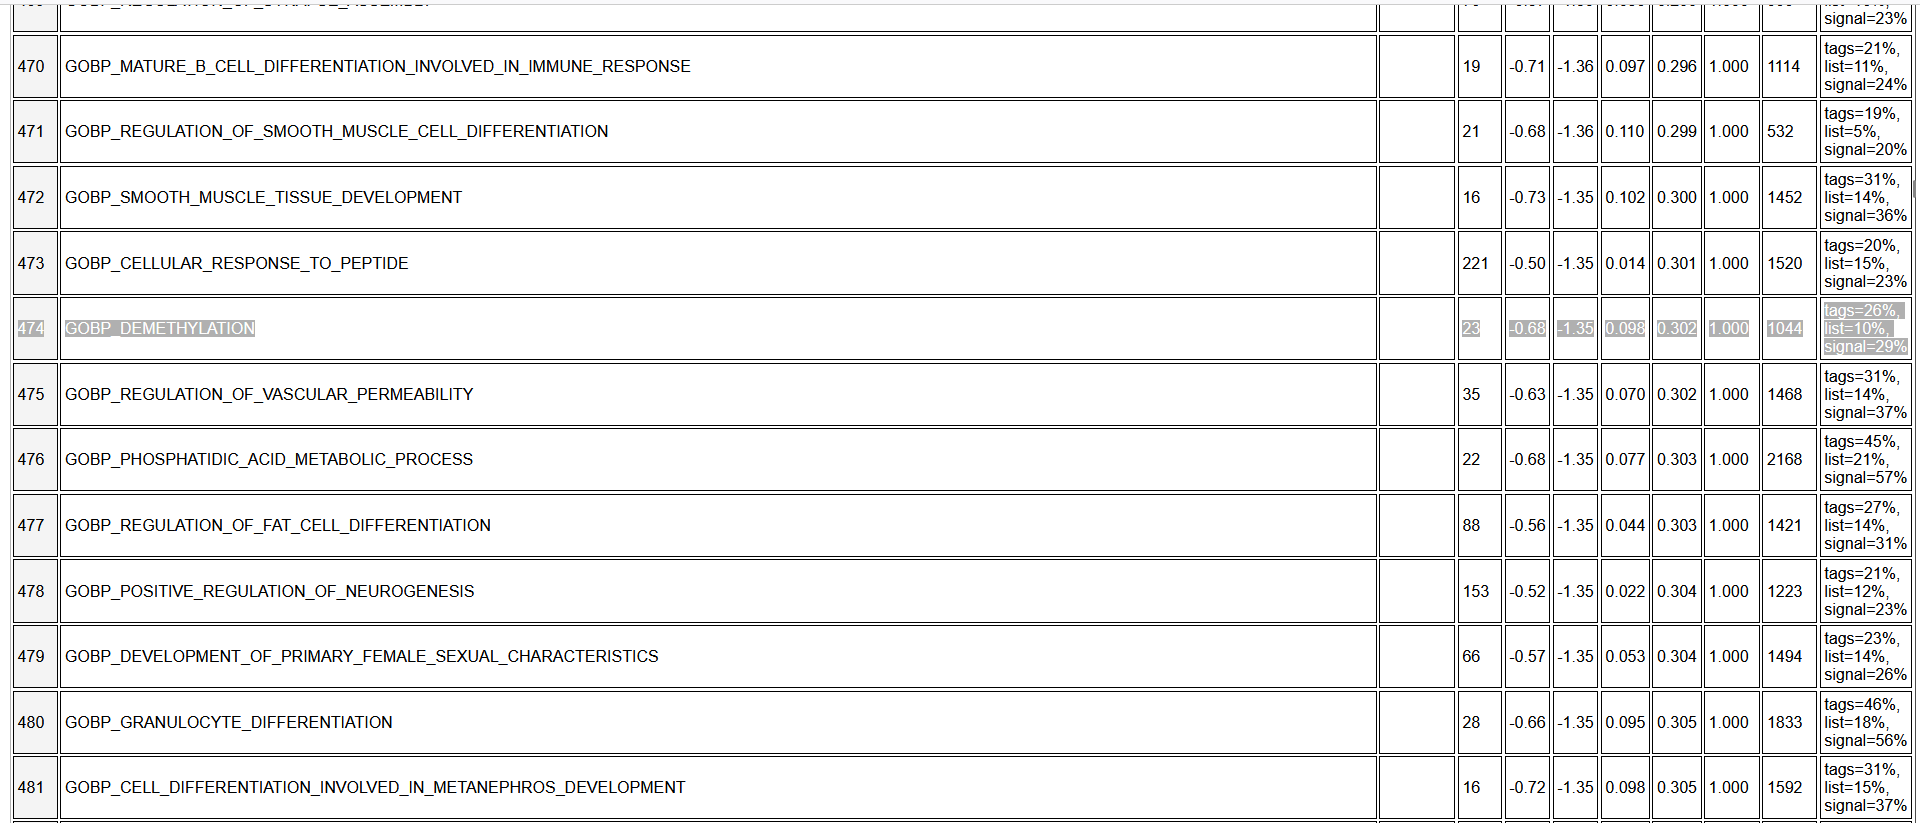 signal=23%
470 GOBP_MATURE_B_CELL_DIFFERENTIATION_INVOLVED_IN_IMMUNE_RESPONSE 19 -0.71 -1.36 0.097 0.296 1.000 1114 tags=21%,
list=11%,
signal=24%
471 GOBP_REGULATION_OF_SMOOTH_MUSCLE_CELL_DIFFERENTIATION 21 -0.68 -1.36 0.110 0.299 1.000 532 tags=19%,
list=5%,
signal=20%
472 GOBP_SMOOTH_MUSCLE_TISSUE_DEVELOPMENT 16 -0.73 -1.35 0.102 0.300 1.000 1452 tags=31%,
list=14%,
signal=36%
473 GOBP_CELLULAR_RESPONSE_TO_PEPTIDE 221 -0.50 -1.35 0.014 0.301 1.000 1520 tags=20%,
list=15%,
signal=23%
474 GOBP_DEMETHYLATION 23 -0.68 -1.35 0.098 0.302 1.000 1044 tags=26%,
list=10%,
signal=29%
475 GOBP_REGULATION_OF_VASCULAR_PERMEABILITY 35 -0.63 -1.35 0.070 0.302 1.000 1468 tags=31%,
list=14%,
signal=37%
476 GOBP_PHOSPHATIDIC_ACID_METABOLIC_PROCESS 22 -0.68 -1.35 0.077 0.303 1.000 2168 tags=45%,
list=21%,
signal=57%
477 GOBP_REGULATION_OF_FAT_CELL_DIFFERENTIATION 88 -0.56 -1.35 0.044 0.303 1.000 1421 tags=27%,
list=14%,
signal=31%
478 GOBP_POSITIVE_REGULATION_OF_NEUROGENESIS 153 -0.52 -1.35 0.022 0.304 1.000 1223 tags=21%,
list=12%,
signal=23%
479 GOBP_DEVELOPMENT_OF_PRIMARY_FEMALE_SEXUAL_CHARACTERISTICS 66 -0.57 -1.35 0.053 0.304 1.000 1494 tags=23%,
list=14%,
signal=26%
480 GOBP_GRANULOCYTE_DIFFERENTIATION 28 -0.66 -1.35 0.095 0.305 1.000 1833 tags=46%,
list=18%,
signal=56%
481 GOBP_CELL_DIFFERENTIATION_INVOLVED_IN_METANEPHROS_DEVELOPMENT 16 -0.72 -1.35 0.098 0.305 1.000 1592 tags=31%,
list=15%,
signal=37%